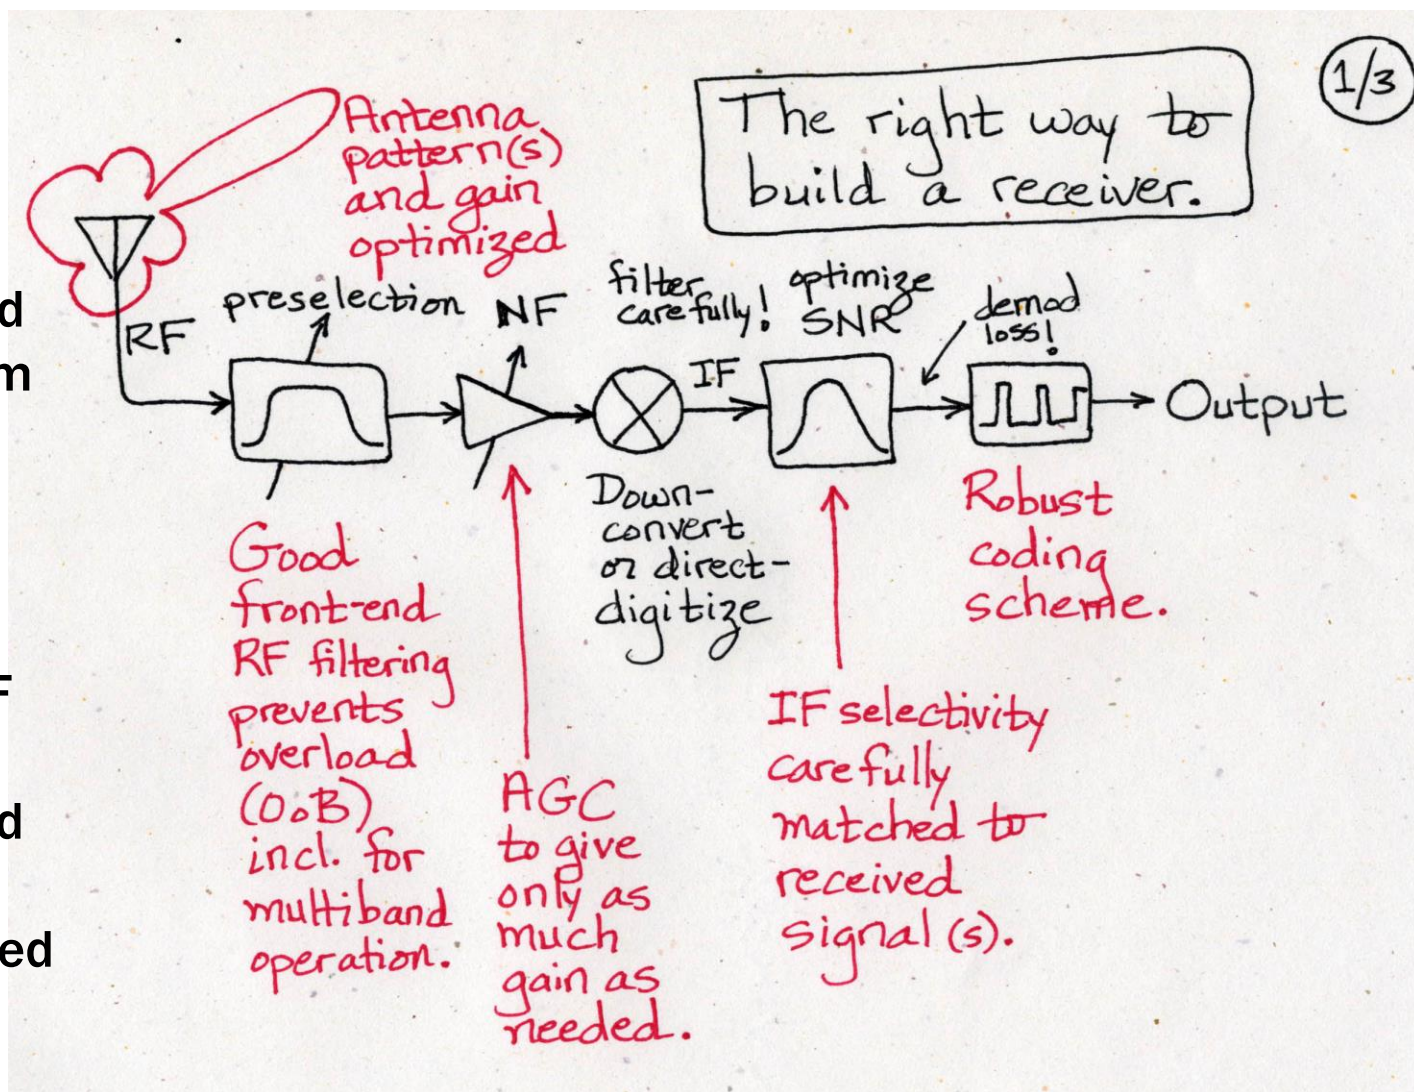 1/3
The right way to
build a receiver.
Antenna
pattern(s)
and gain
optimized
RF
preselection
NF
filter
carefully!
optimize
SNR
demod
loss!
IF
Output
Down-
convert
or direct-
digitize
Good
front-end
RF filtering
prevents
overload
(OoB)
incl. for
multiband
operation.
AGC
to give
only as
much
gain as
needed.
IF selectivity
carefully
matched to
received
signal (s).
Robust
coding
scheme.
d
m
F
d
ed